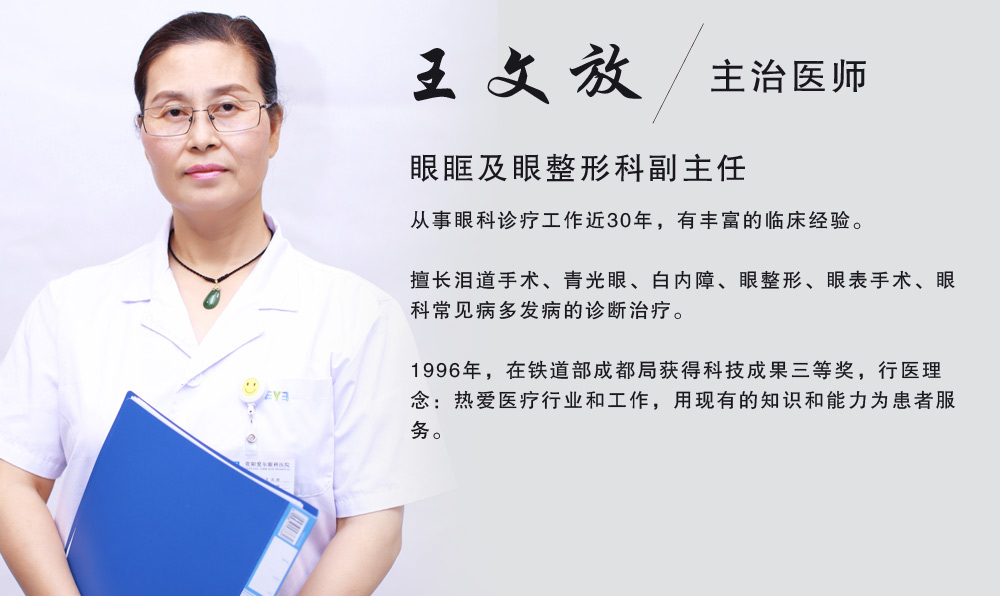 王文放 主治医师
眼眶及眼整形科副主任
从事眼科诊疗工作近30年，有丰富的临床经验。
擅长泪道手术、青光眼、白内障、眼整形、眼表手术、眼
科常见病多发病的诊断治疗。
1996年，在铁道部成都局获得科技成果三等奖，行医理
念：热爱医疗行业和工作，用现有的知识和能力为患者服
务。
EYE